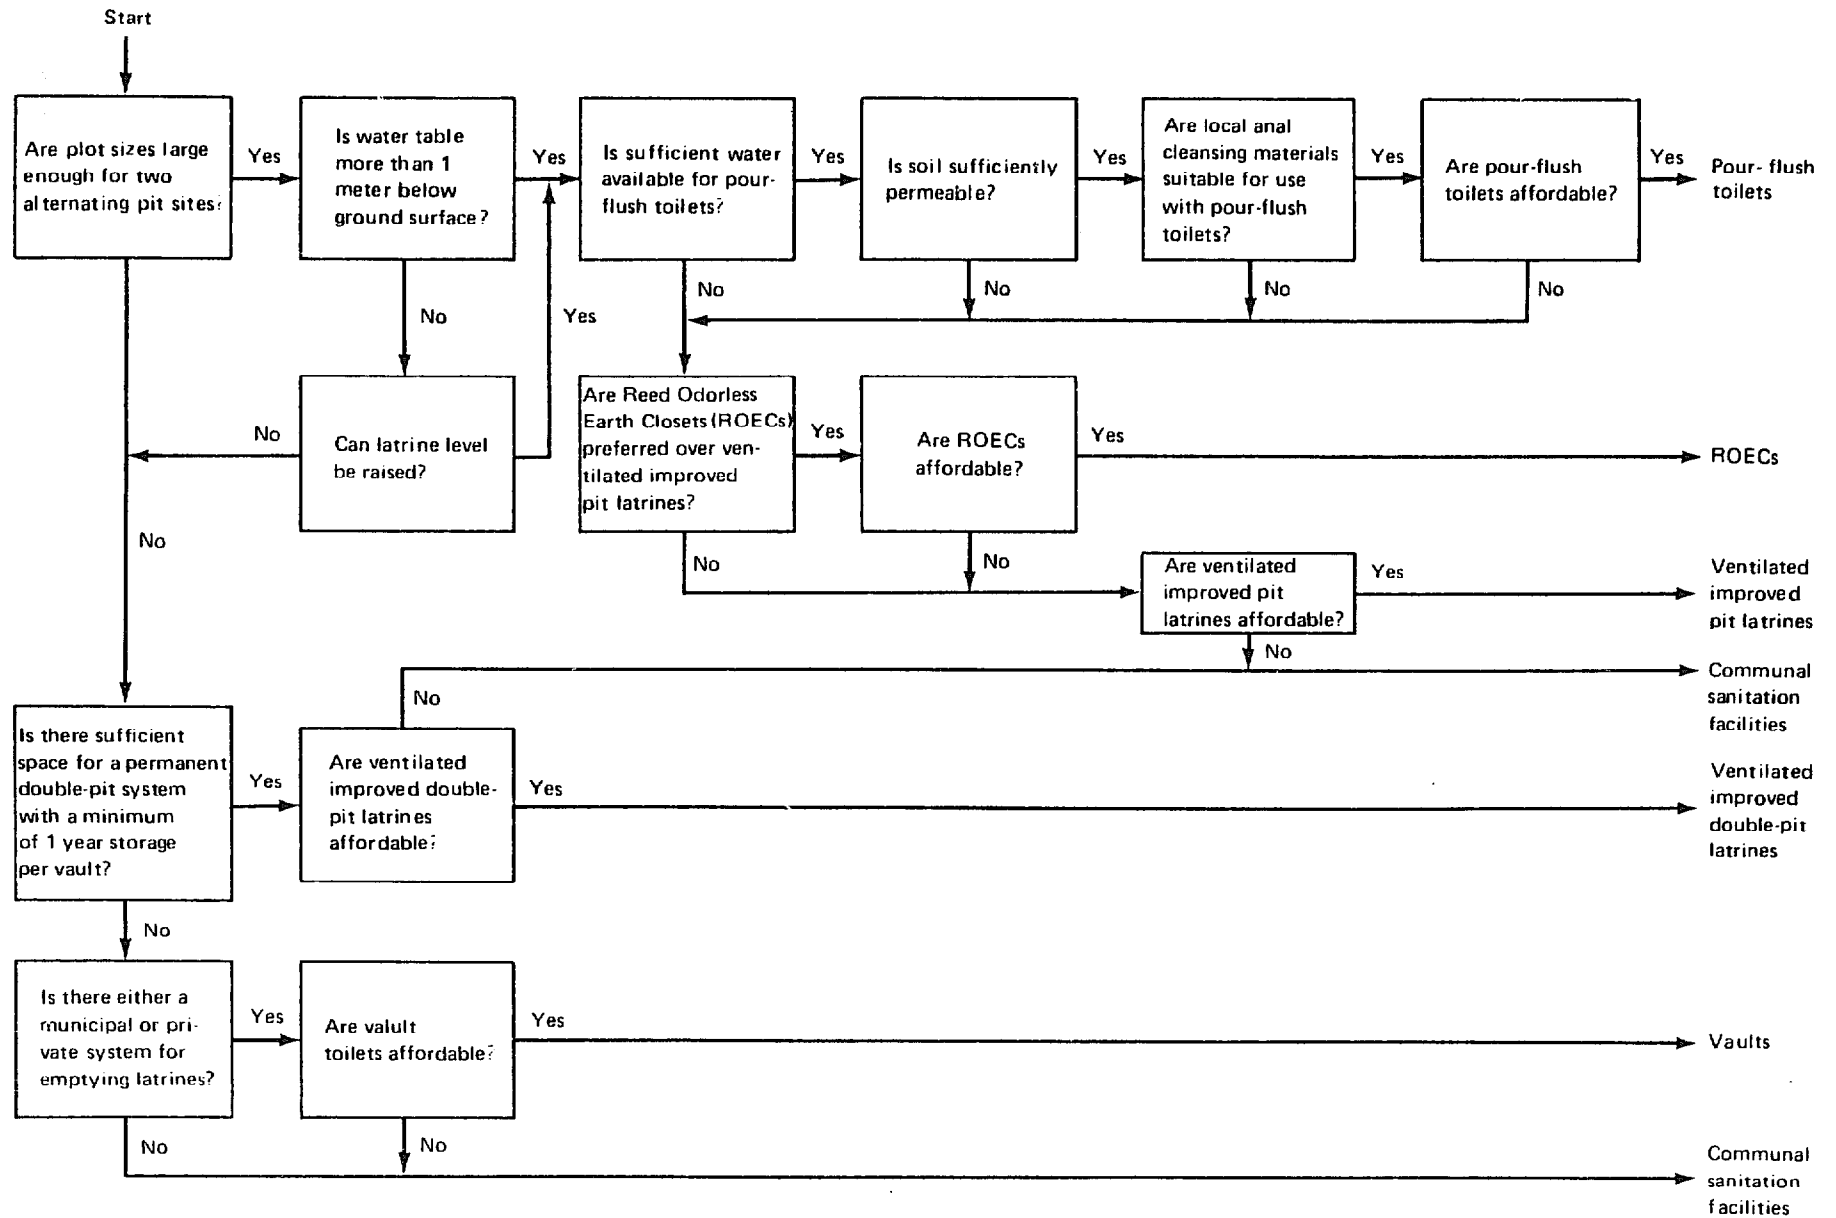 Start
Are plot sizes large
enough for two
alternating pit sites?
Yes
Is water table
more than 1
meter below
ground surface?
Yes
Is sufficient water
available for pour-
flush toilets?
Yes
Is soil sufficiently
permeable?
Yes
Are local anal
cleansing materials
suitable for use
with pour-flush
toilets?
Yes
Are pour-flush
toilets affordable?
Yes
Pour- flush
toilets
No
Yes
No
No
No
No
No
Can latrine level
be raised?
Are Reed Odorless
Earth Closets (ROECs)
preferred over ven-
tilated improved
pit latrines?
Yes
Are ROECs
affordable?
Yes
ROECs
No
No
No
Are ventilated
improved pit
latrines affordable?
Yes
Ventilated
improved
pit latrines
No
No
Communal
sanitation
facilities
Is there sufficient
space for a permanent
double-pit system
with a minimum
of 1 year storage
per vault?
Yes
Are ventilated
improved double-
pit latrines
affordable?
Yes
Ventilated
improved
double-pit
latrines
No
Is there either a
municipal or pri-
vate system for
emptying latrines?
Yes
Are valult
toilets affordable?
Yes
Vaults
No
No
Communal
sanitation
facilities